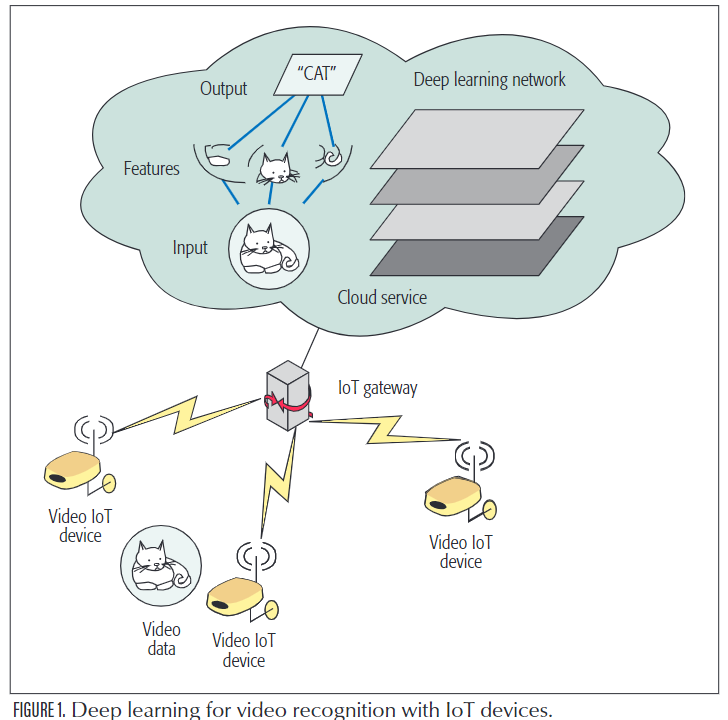 “CAT”
Output
Deep learning network
Features
Input
Cloud service
IoT gateway
Video IoT
device
Video IoT
device
Video
data
Video IoT
device
FIGURE 1. Deep learning for video recognition with IoT devices.